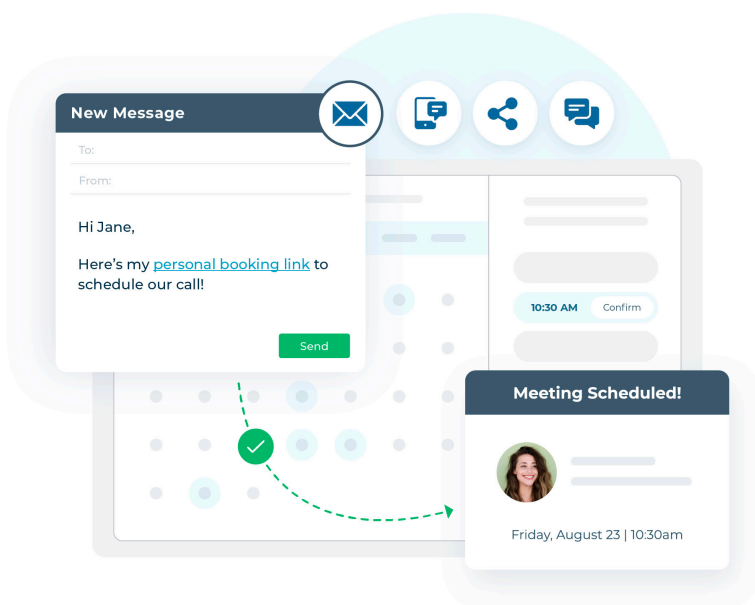 New Message
To:
From:
Hi Jane,
Here’s my personal booking link to
schedule our call!
Send
10:30 AM
Confirm
Meeting Scheduled!
Friday, August 23 | 10:30am